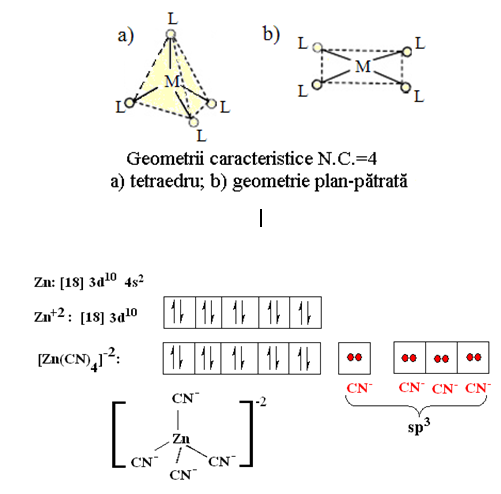 a)
L
M
L
L
L
b)
L
L
M
L
L
Geometrii caracteristice N.C.=4
a) tetraedru; b) geometrie plan-pătrată
Zn: [18] 3d¹⁰ 4s²
Zn⁺² : [18] 3d¹⁰
[Zn(CN)₄]⁻²:
CN⁻ CN⁻ CN⁻ CN⁻
sp³
CN⁻
-2
Zn
CN⁻
CN⁻
CN⁻